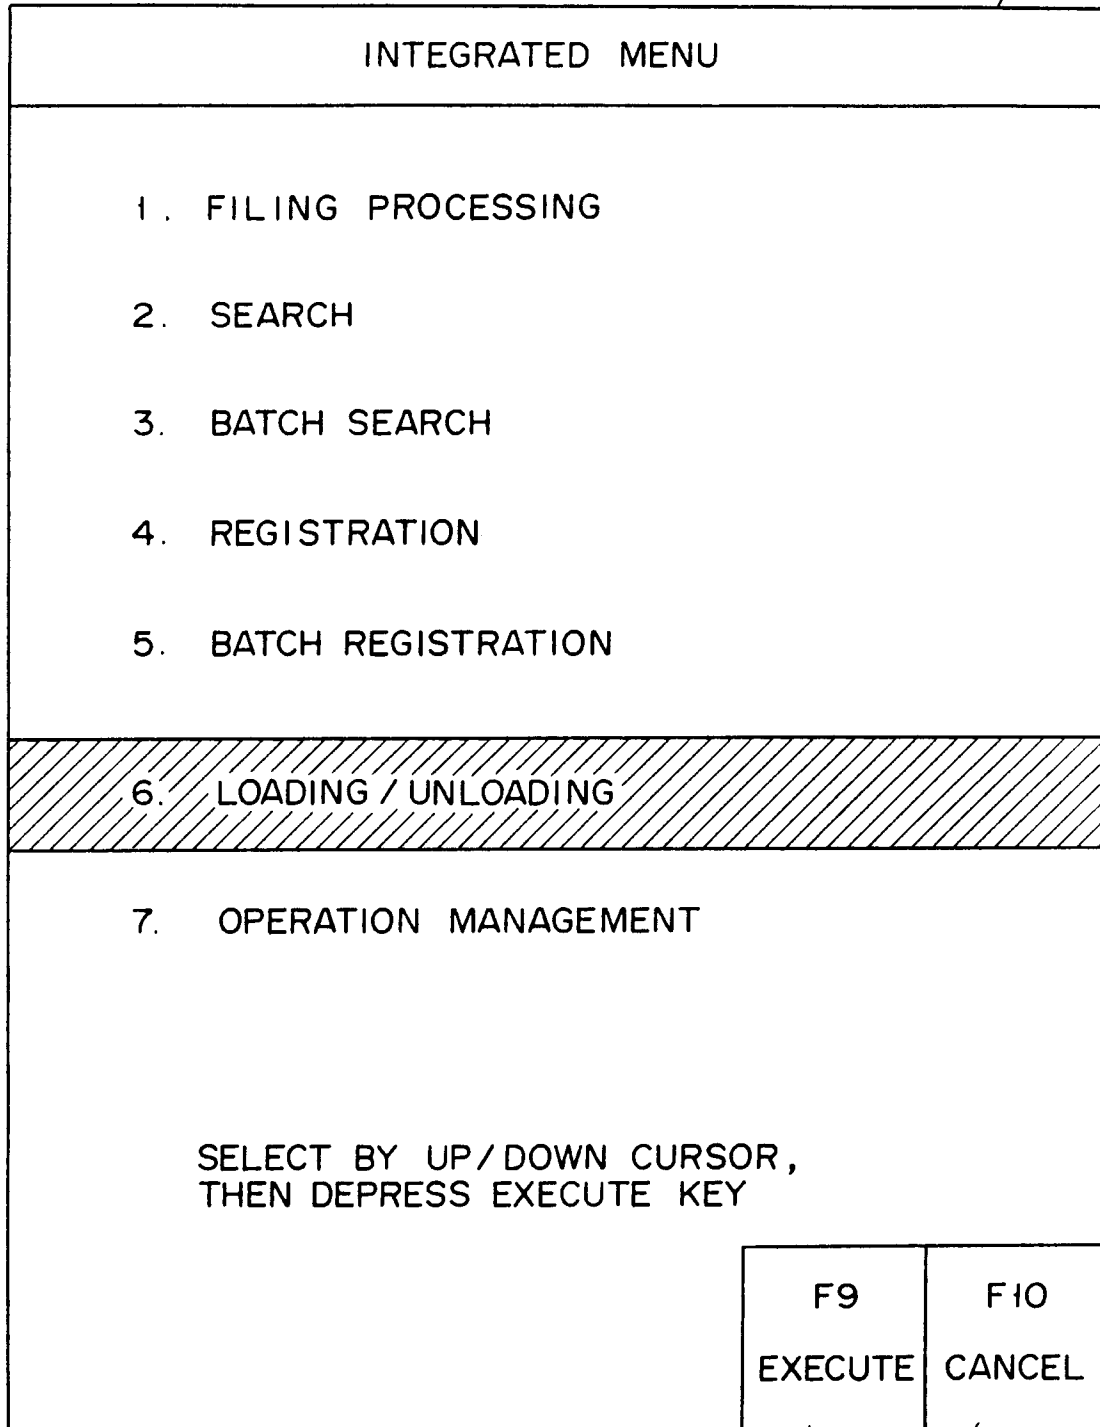 INTEGRATED MENU
1. FILING PROCESSING
2. SEARCH
3. BATCH SEARCH
4. REGISTRATION
5. BATCH REGISTRATION
6. LOADING / UNLOADING
7. OPERATION MANAGEMENT
SELECT BY UP/DOWN CURSOR,
THEN DEPRESS EXECUTE KEY
F9 F10
EXECUTE CANCEL